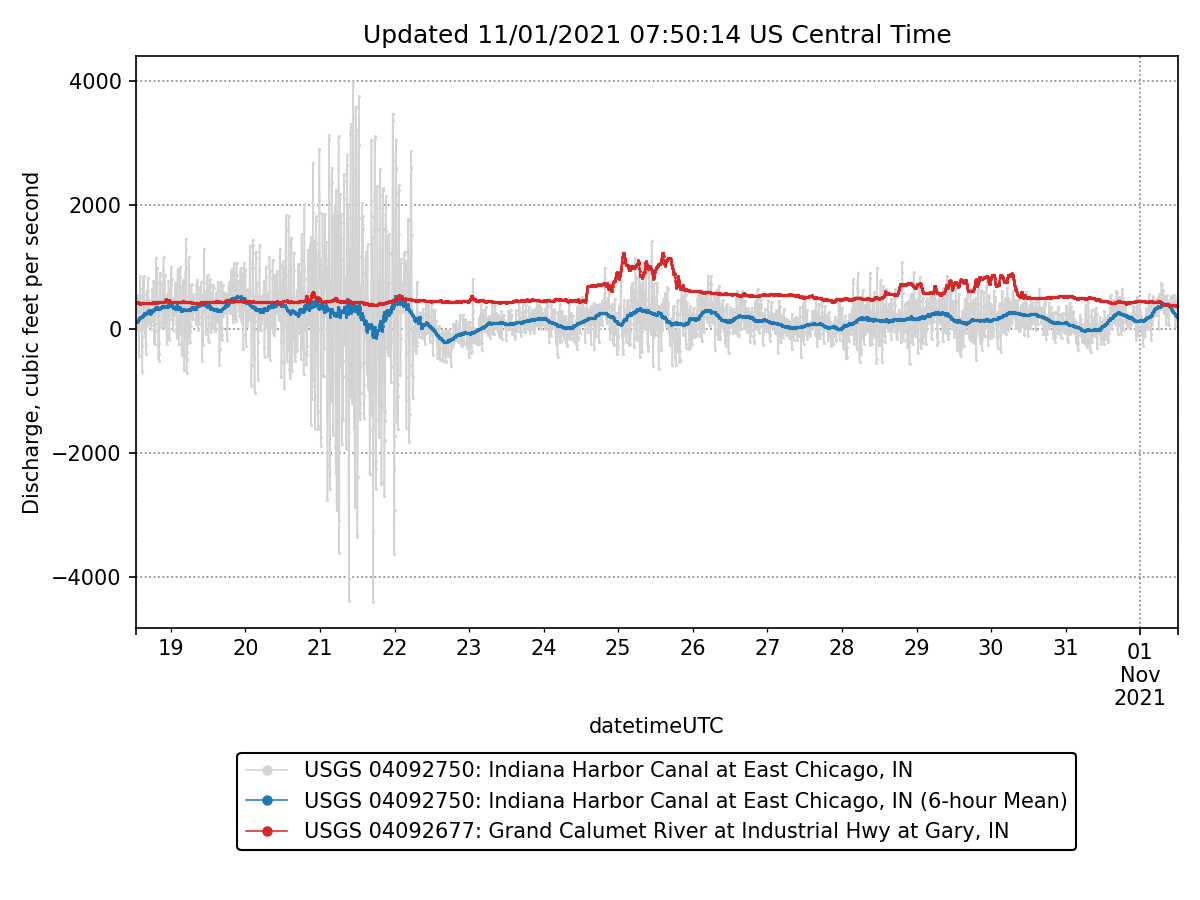 Updated 11/01/2021 07:50:14 US Central Time
Discharge, cubic feet per second
4000
2000
0
−2000
−4000
19 20 21 22 23 24 25 26 27 28 29 30 31 01
Nov
2021
datetimeUTC
USGS 04092750: Indiana Harbor Canal at East Chicago, IN
USGS 04092750: Indiana Harbor Canal at East Chicago, IN (6-hour Mean)
USGS 04092677: Grand Calumet River at Industrial Hwy at Gary, IN